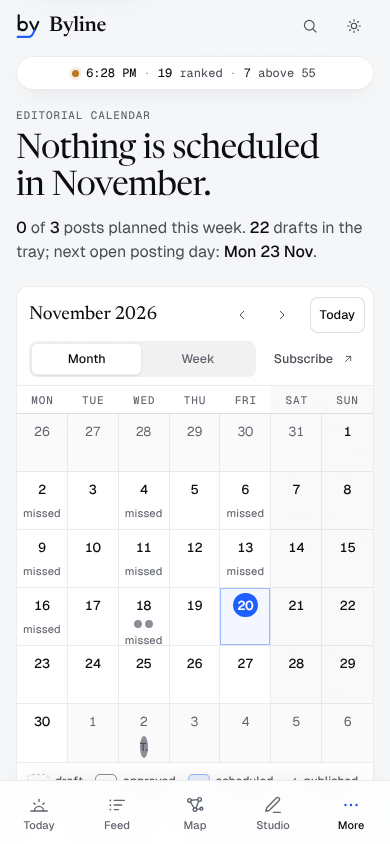 by Byline
6:28 PM · 19 ranked · 7 above 55
EDITORIAL CALENDAR
Nothing is scheduled
in November.
0 of 3 posts planned this week. 22 drafts in the
tray; next open posting day: Mon 23 Nov.
November 2026
Today
Month Week Subscribe
MON TUE WED THU FRI SAT SUN
26 27 28 29 30 31 1
2 3 4 5 6 7 8
missed missed missed
9 10 11 12 13 14 15
missed missed missed
16 17 18 19 20 21 22
missed missed
23 24 25 26 27 28 29
30 1 2 3 4 5 6
draft approved scheduled published
Today Feed Map Studio More